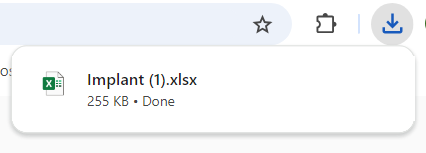 Implant (1).xlsx
255 KB • Done